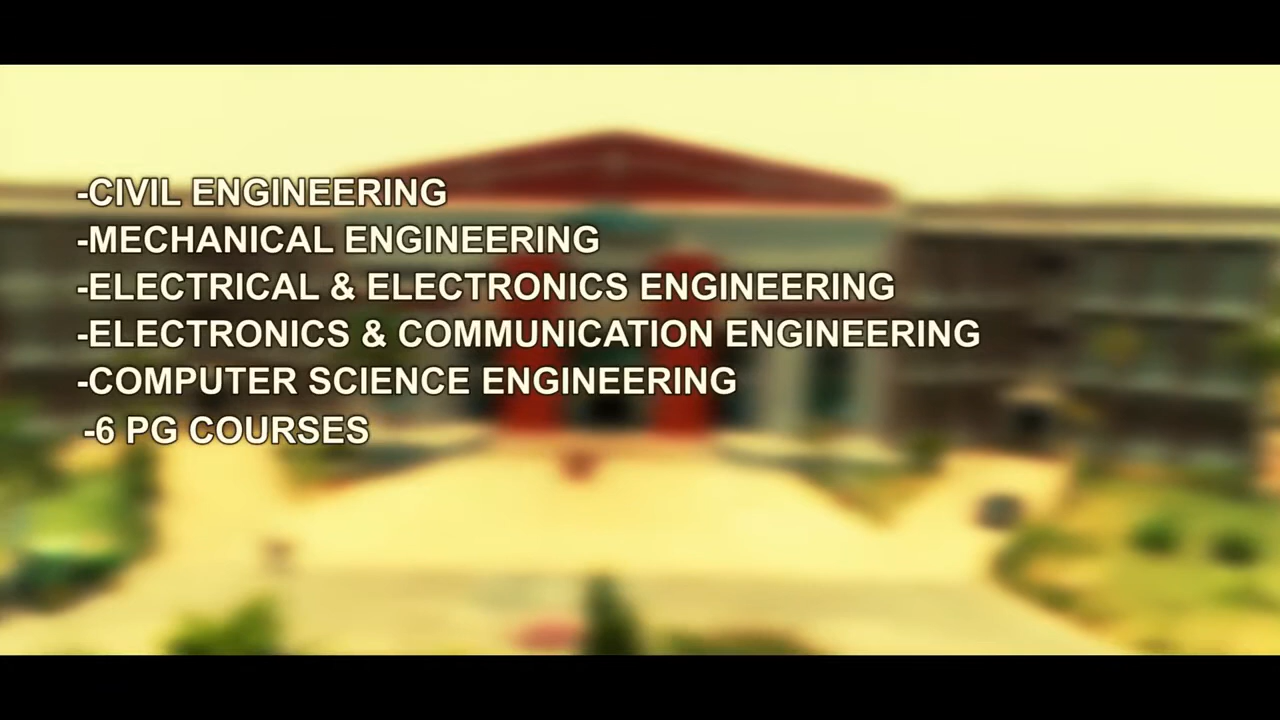 -CIVIL ENGINEERING
-MECHANICAL ENGINEERING
-ELECTRICAL & ELECTRONICS ENGINEERING
-ELECTRONICS & COMMUNICATION ENGINEERING
-COMPUTER SCIENCE ENGINEERING
-6 PG COURSES